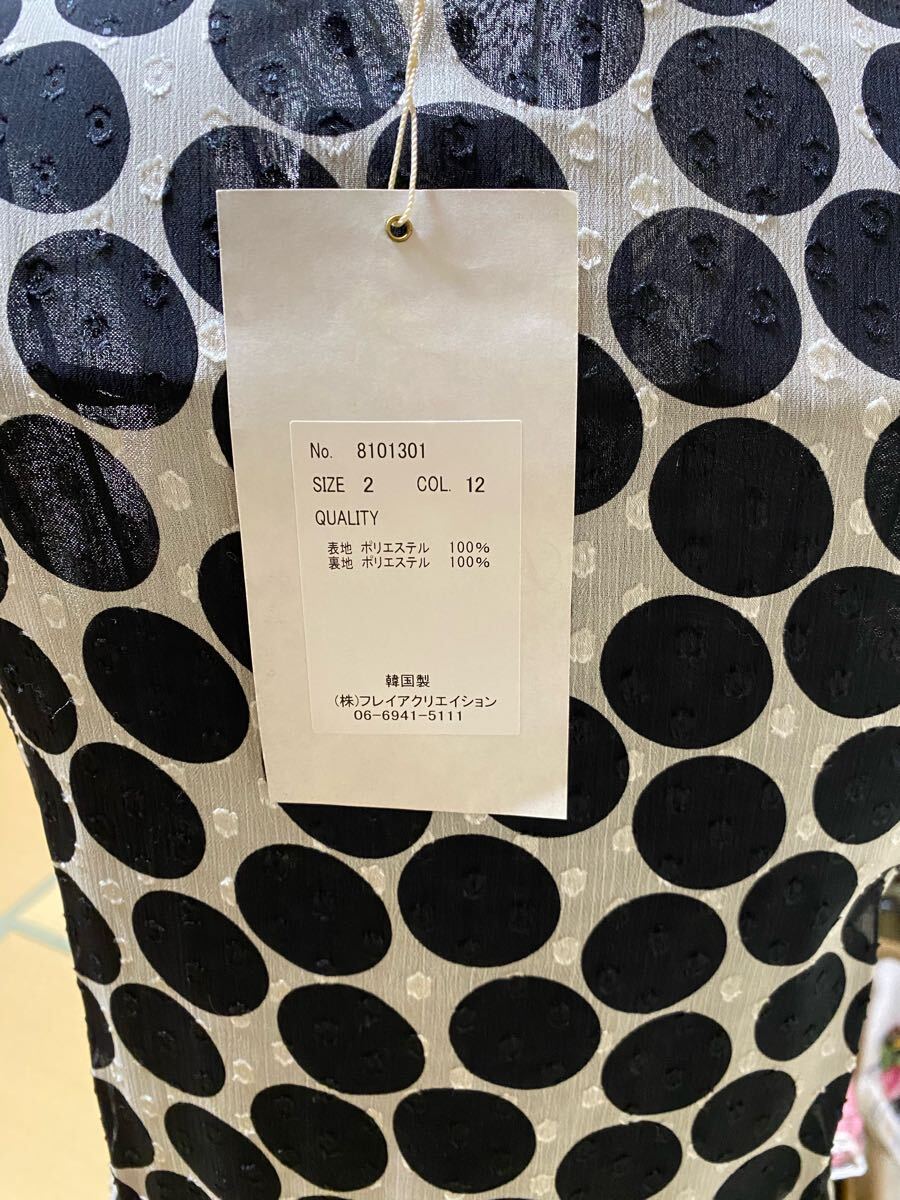 No. 8101301
SIZE 2 COL. 12
QUALITY
表地 ポリエステル 100%
裏地 ポリエステル 100%
韓国製
(株)フレイアクリエイション
06-6941-5111